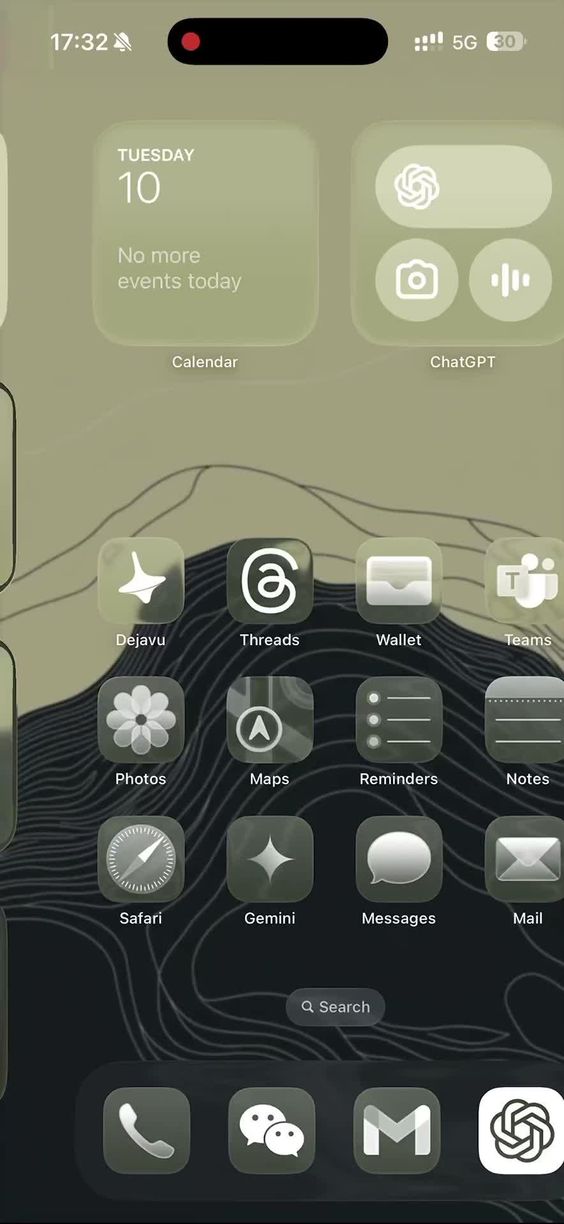 17:32 5G 30
TUESDAY
10
No more
events today
Calendar ChatGPT
T
Dejavu Threads Wallet Teams
Photos Maps Reminders Notes
Safari Gemini Messages Mail
Search